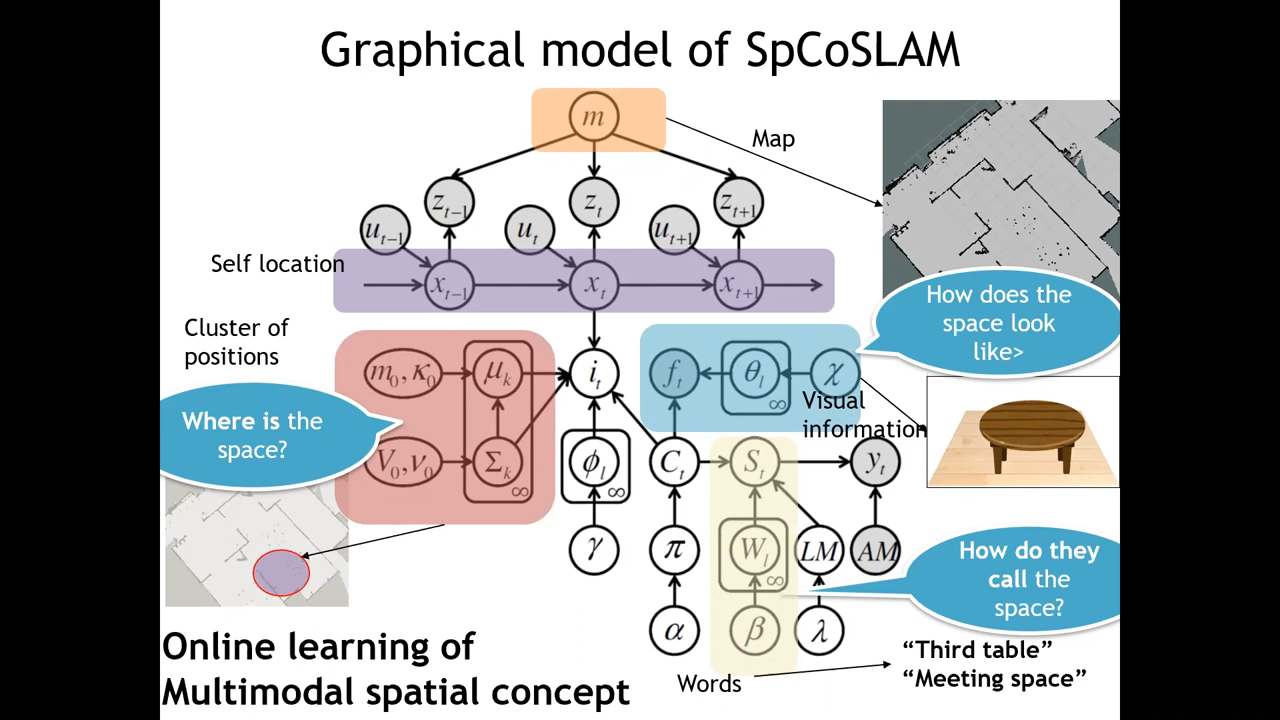 Graphical model of SpCoSLAM
m
Map
z_{t-1}
z_t
z_{t+1}
u_{t-1}
u_t
u_{t+1}
Self location
x_{t-1}
x_t
x_{t+1}
How does the
space look
like>
Cluster of
positions
m_0, κ_0
μ_k
i_t
f_t
θ_l
∞
χ
Visual
information
Where is the
space?
V_0, ν_0
Σ_k
∞
ϕ_l
∞
C_t
S_t
y_t
γ
π
W_l
∞
LM
AM
How do they
call the
space?
α
β
λ
Online learning of
Multimodal spatial concept
Words
“Third table”
“Meeting space”